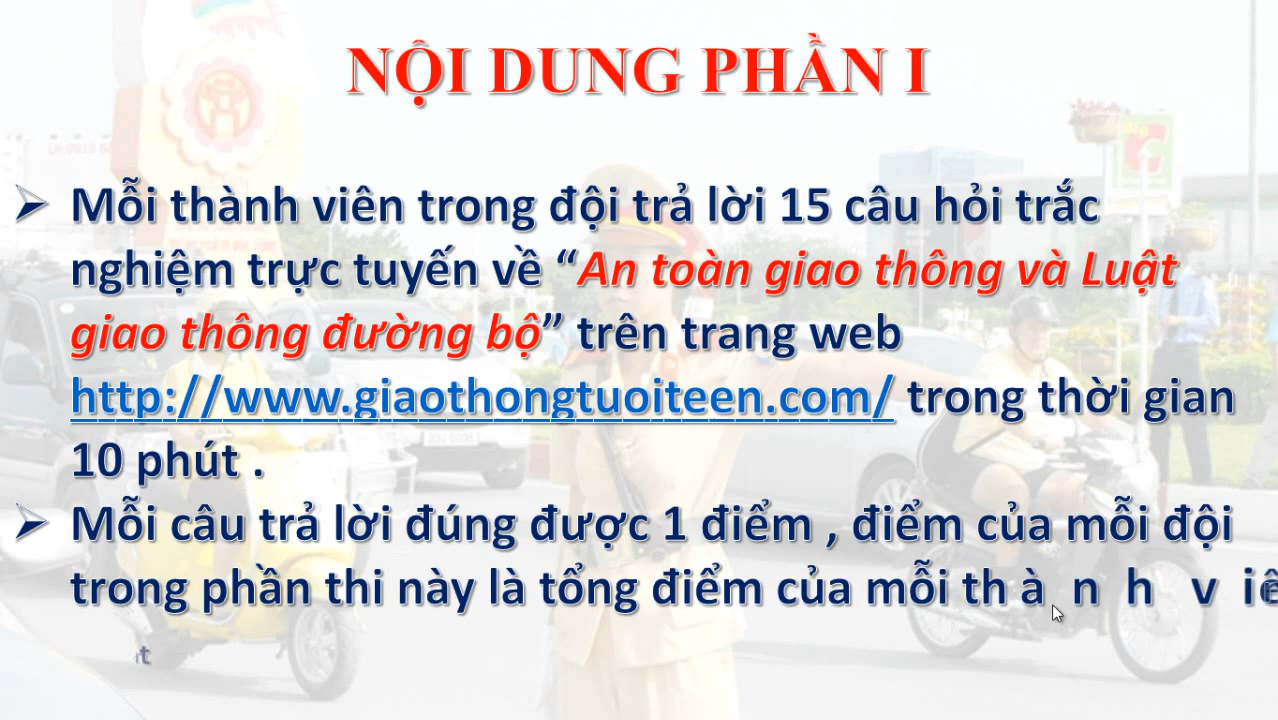 NỘI DUNG PHẦN I
Mỗi thành viên trong đội trả lời 15 câu hỏi trắc
nghiệm trực tuyến về “An toàn giao thông và Luật
giao thông đường bộ” trên trang web
http://www.giaothongtuoiteen.com/ trong thời gian
10 phút .
Mỗi câu trả lời đúng được 1 điểm , điểm của mỗi đội
trong phần thi này là tổng điểm của mỗi thành viê